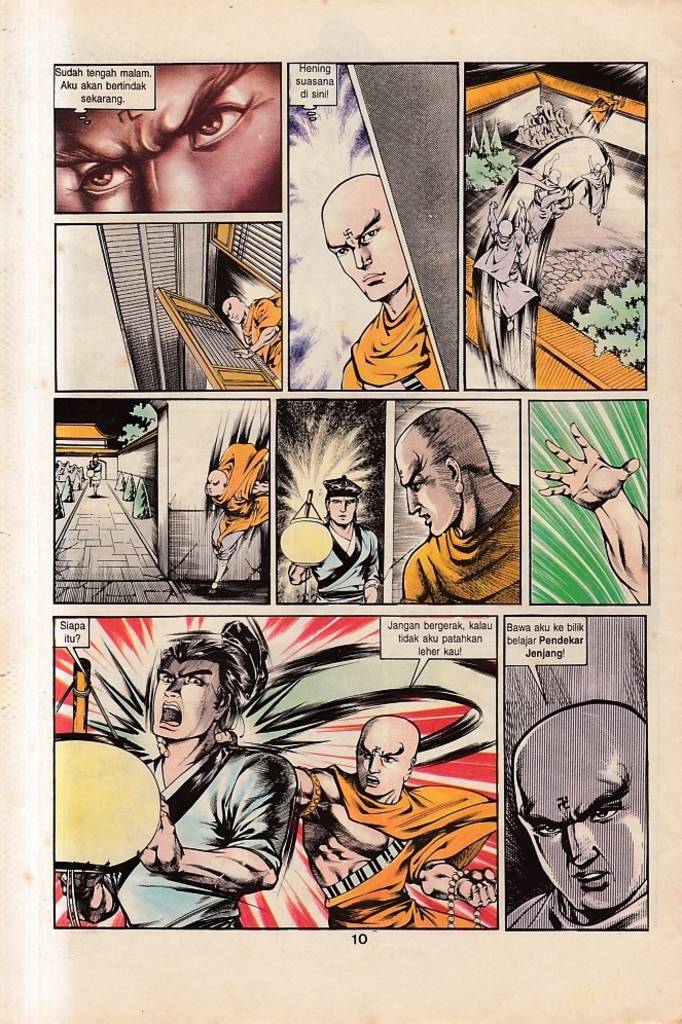 Sudah tengah malam.
Aku akan bertindak
sekarang.
Hening
suasana
di sini!
Siapa
itu?
Jangan bergerak, kalau
tidak aku patahkan
leher kau!
Bawa aku ke bilik
belajar Pendekar
Jenjang!
10